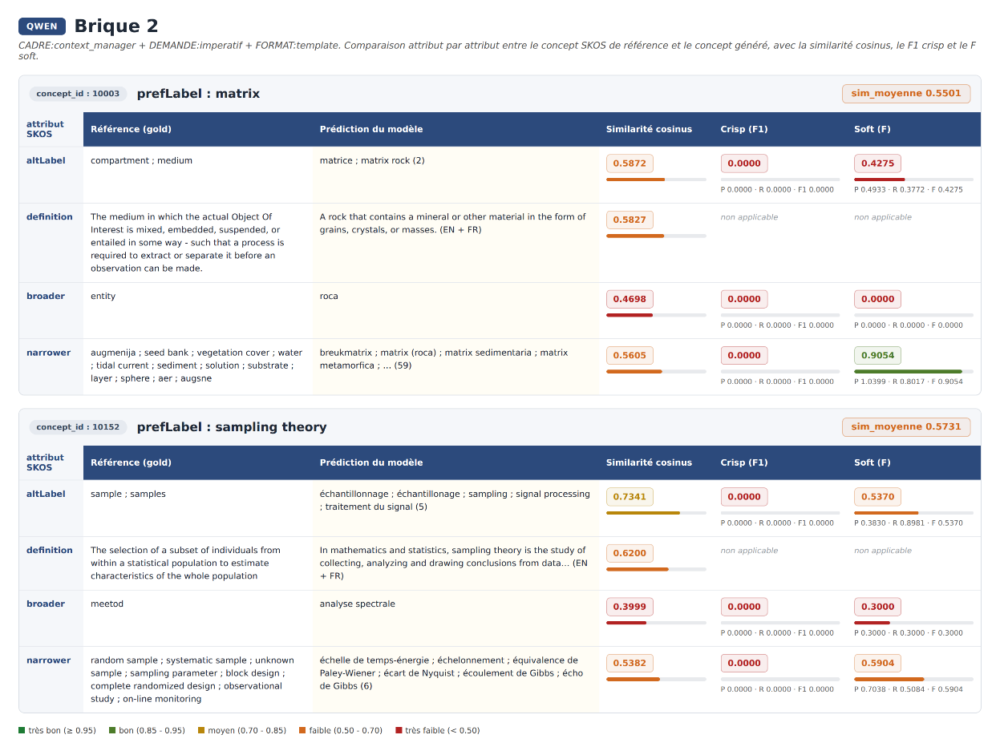 QWEN Brique 2
CADRE:context_manager + DEMANDE:imperatif + FORMAT:template. Comparaison attribut par attribut entre le concept SKOS de référence et le concept généré, avec la similarité cosinus, le F1 crisp et le F
soft.
concept_id : 10003 prefLabel : matrix sim_moyenne 0.5501
attribut
SKOS
Référence (gold) Prédiction du modèle Similarité cosinus Crisp (F1) Soft (F)
altLabel compartment ; medium matrice ; matrix rock (2) 0.5872 0.0000 0.4275
P 0.0000 · R 0.0000 · F1 0.0000 P 0.4933 · R 0.3772 · F 0.4275
definition The medium in which the actual Object Of A rock that contains a mineral or other material in the form of 0.5827 non applicable non applicable
Interest is mixed, embedded, suspended, or grains, crystals, or masses. (EN + FR)
entailed in some way - such that a process is
required to extract or separate it before an
observation can be made.
broader entity roca 0.4698 0.0000 0.0000
P 0.0000 · R 0.0000 · F1 0.0000 P 0.0000 · R 0.0000 · F 0.0000
narrower augmenija ; seed bank ; vegetation cover ; water breukmatrix ; matrix (roca) ; matrix sedimentaria ; matrix 0.5605 0.0000 0.9054
; tidal current ; sediment ; solution ; substrate ; metamorfica ; ... (59)
layer ; sphere ; aer ; augsne P 0.0000 · R 0.0000 · F1 0.0000 P 1.0399 · R 0.8017 · F 0.9054
concept_id : 10152 prefLabel : sampling theory sim_moyenne 0.5731
attribut
SKOS
Référence (gold) Prédiction du modèle Similarité cosinus Crisp (F1) Soft (F)
altLabel sample ; samples échantillonnage ; échantillonage ; sampling ; signal processing 0.7341 0.0000 0.5370
; traitement du signal (5)
P 0.0000 · R 0.0000 · F1 0.0000 P 0.3830 · R 0.8981 · F 0.5370
definition The selection of a subset of individuals from In mathematics and statistics, sampling theory is the study of 0.6200 non applicable non applicable
within a statistical population to estimate collecting, analyzing and drawing conclusions from data... (EN
characteristics of the whole population + FR)
broader meetod analyse spectrale 0.3999 0.0000 0.3000
P 0.0000 · R 0.0000 · F1 0.0000 P 0.3000 · R 0.3000 · F 0.3000
narrower random sample ; systematic sample ; unknown échelle de temps-énergie ; échelonnement ; équivalence de 0.5382 0.0000 0.5904
sample ; sampling parameter ; block design ; Paley-Wiener ; écart de Nyquist ; écoulement de Gibbs ; écho
complete randomized design ; observational de Gibbs (6) P 0.0000 · R 0.0000 · F1 0.0000 P 0.7038 · R 0.5084 · F 0.5904
study ; on-line monitoring
très bon (≥ 0.95) bon (0.85 - 0.95) moyen (0.70 - 0.85) faible (0.50 - 0.70) très faible (< 0.50)